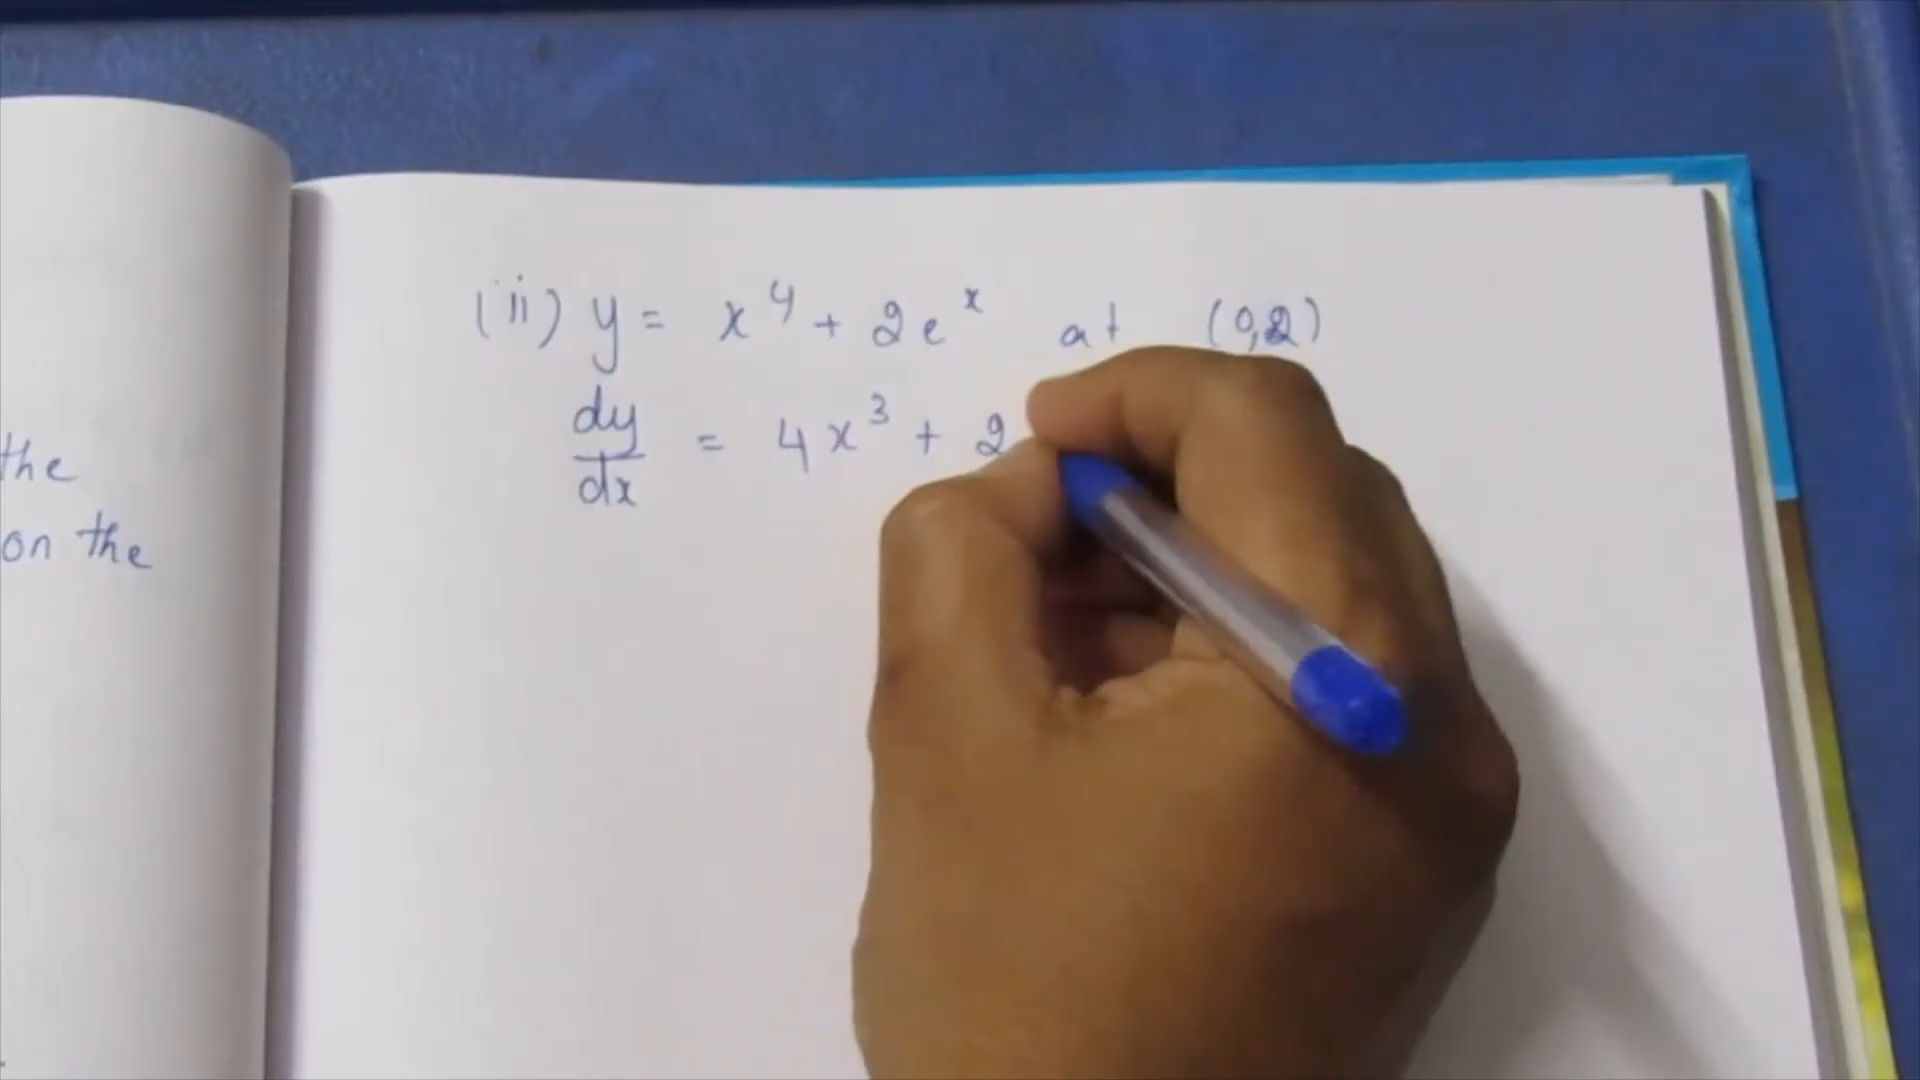 the
on the
(ii) y = x⁴ + 2eˣ at (0,2)
dy/dx = 4x³ + 2